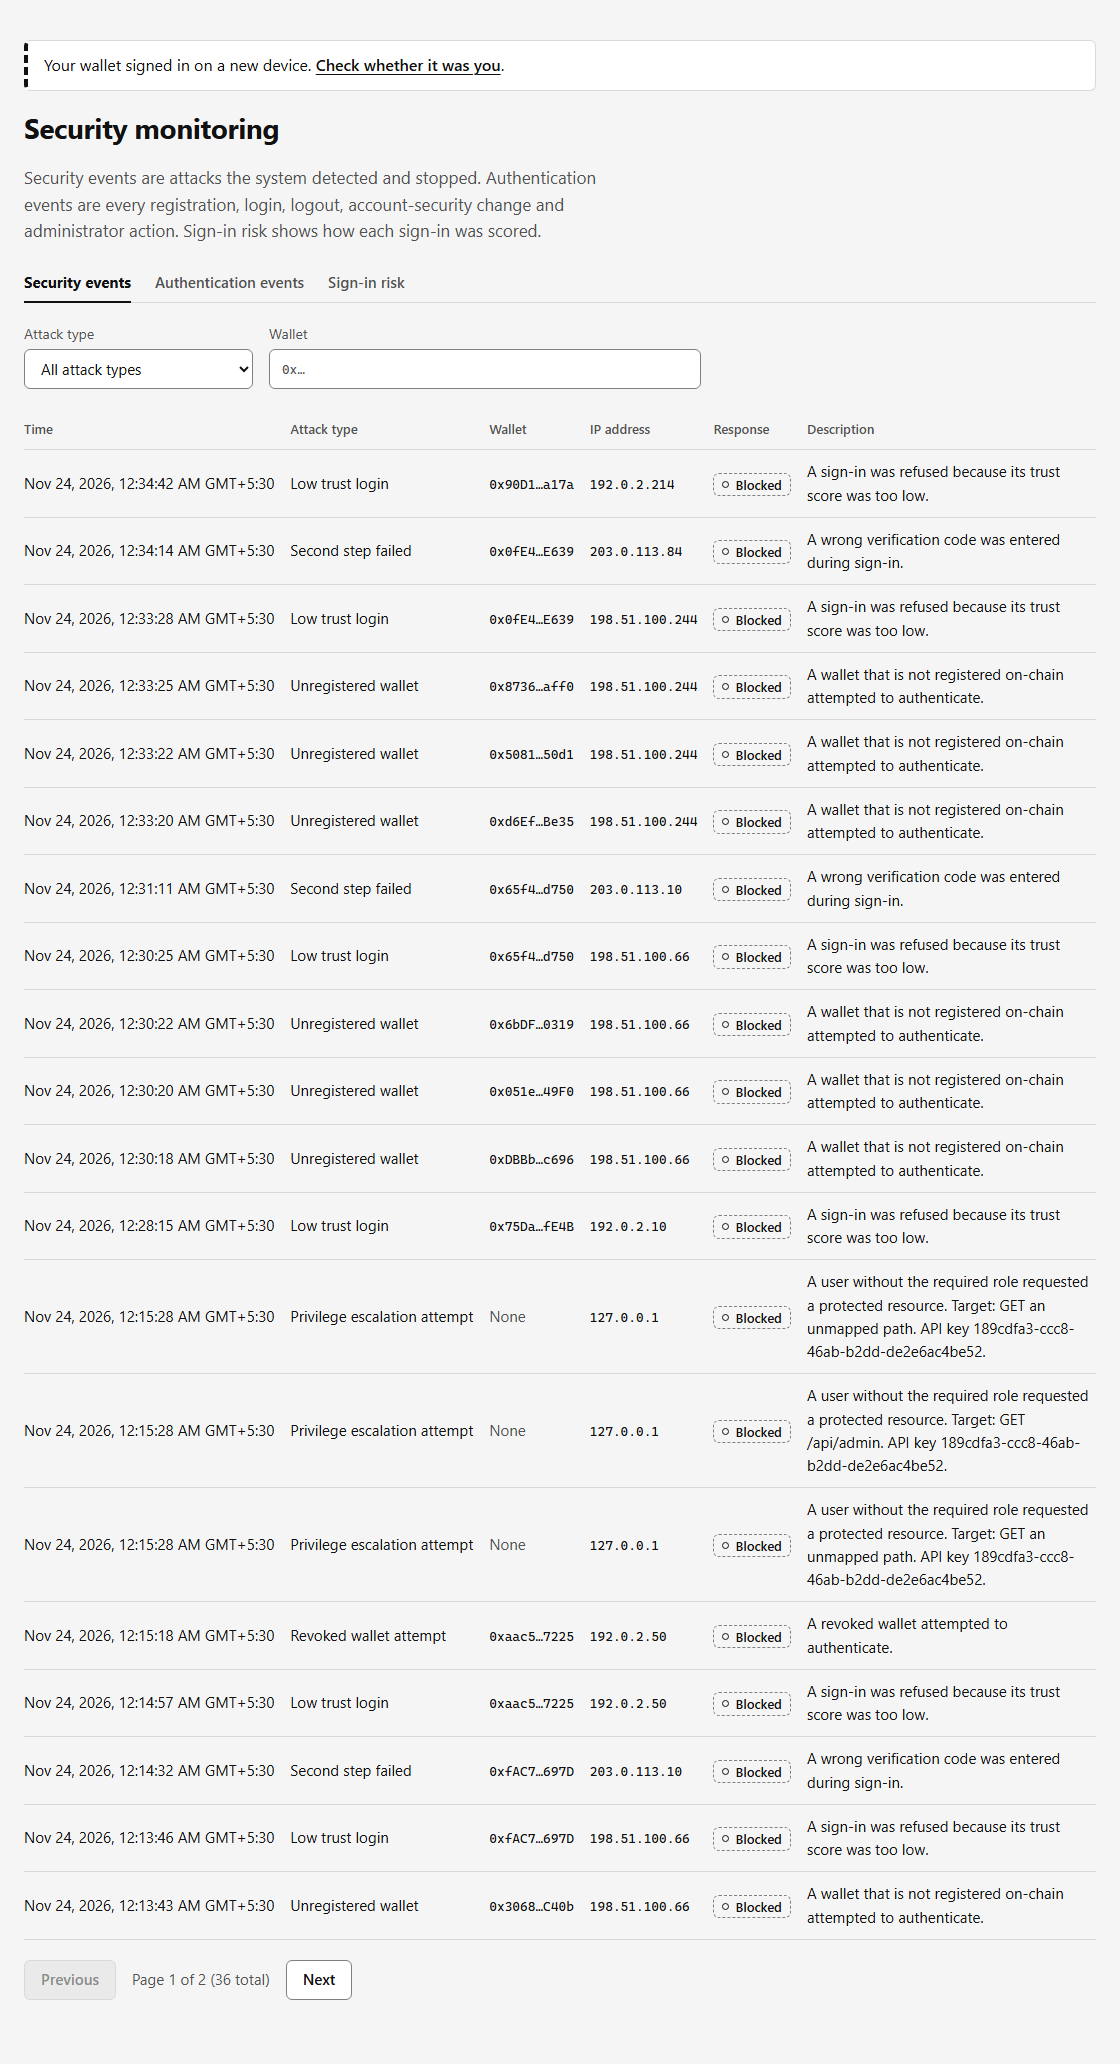 Your wallet signed in on a new device. Check whether it was you.
Security monitoring
Security events are attacks the system detected and stopped. Authentication
events are every registration, login, logout, account-security change and
administrator action. Sign-in risk shows how each sign-in was scored.
Security events Authentication events Sign-in risk
Attack type Wallet
All attack types 0x…
Time Attack type Wallet IP address Response Description
Nov 24, 2026, 12:34:42 AM GMT+5:30 Low trust login 0x90D1…a17a 192.0.2.214 Blocked A sign-in was refused because its trust
score was too low.
Nov 24, 2026, 12:34:14 AM GMT+5:30 Second step failed 0x0fE4…E639 203.0.113.84 Blocked A wrong verification code was entered
during sign-in.
Nov 24, 2026, 12:33:28 AM GMT+5:30 Low trust login 0x0fE4…E639 198.51.100.244 Blocked A sign-in was refused because its trust
score was too low.
Nov 24, 2026, 12:33:25 AM GMT+5:30 Unregistered wallet 0x8736…aff0 198.51.100.244 Blocked A wallet that is not registered on-chain
attempted to authenticate.
Nov 24, 2026, 12:33:22 AM GMT+5:30 Unregistered wallet 0x5081…50d1 198.51.100.244 Blocked A wallet that is not registered on-chain
attempted to authenticate.
Nov 24, 2026, 12:33:20 AM GMT+5:30 Unregistered wallet 0xd6Ef…Be35 198.51.100.244 Blocked A wallet that is not registered on-chain
attempted to authenticate.
Nov 24, 2026, 12:31:11 AM GMT+5:30 Second step failed 0x65f4…d750 203.0.113.10 Blocked A wrong verification code was entered
during sign-in.
Nov 24, 2026, 12:30:25 AM GMT+5:30 Low trust login 0x65f4…d750 198.51.100.66 Blocked A sign-in was refused because its trust
score was too low.
Nov 24, 2026, 12:30:22 AM GMT+5:30 Unregistered wallet 0x6bDF…0319 198.51.100.66 Blocked A wallet that is not registered on-chain
attempted to authenticate.
Nov 24, 2026, 12:30:20 AM GMT+5:30 Unregistered wallet 0x051e…49F0 198.51.100.66 Blocked A wallet that is not registered on-chain
attempted to authenticate.
Nov 24, 2026, 12:30:18 AM GMT+5:30 Unregistered wallet 0xDBBb…c696 198.51.100.66 Blocked A wallet that is not registered on-chain
attempted to authenticate.
Nov 24, 2026, 12:28:15 AM GMT+5:30 Low trust login 0x75Da…fE4B 192.0.2.10 Blocked A sign-in was refused because its trust
score was too low.
Nov 24, 2026, 12:15:28 AM GMT+5:30 Privilege escalation attempt None 127.0.0.1 Blocked A user without the required role requested
a protected resource. Target: GET an
unmapped path. API key 189cdfa3-ccc8-
46ab-b2dd-de2e6ac4be52.
Nov 24, 2026, 12:15:28 AM GMT+5:30 Privilege escalation attempt None 127.0.0.1 Blocked A user without the required role requested
a protected resource. Target: GET
/api/admin. API key 189cdfa3-ccc8-46ab-
b2dd-de2e6ac4be52.
Nov 24, 2026, 12:15:28 AM GMT+5:30 Privilege escalation attempt None 127.0.0.1 Blocked A user without the required role requested
a protected resource. Target: GET an
unmapped path. API key 189cdfa3-ccc8-
46ab-b2dd-de2e6ac4be52.
Nov 24, 2026, 12:15:18 AM GMT+5:30 Revoked wallet attempt 0xaac5…7225 192.0.2.50 Blocked A revoked wallet attempted to
authenticate.
Nov 24, 2026, 12:14:57 AM GMT+5:30 Low trust login 0xaac5…7225 192.0.2.50 Blocked A sign-in was refused because its trust
score was too low.
Nov 24, 2026, 12:14:32 AM GMT+5:30 Second step failed 0xfAC7…697D 203.0.113.10 Blocked A wrong verification code was entered
during sign-in.
Nov 24, 2026, 12:13:46 AM GMT+5:30 Low trust login 0xfAC7…697D 198.51.100.66 Blocked A sign-in was refused because its trust
score was too low.
Nov 24, 2026, 12:13:43 AM GMT+5:30 Unregistered wallet 0x3068…C40b 198.51.100.66 Blocked A wallet that is not registered on-chain
attempted to authenticate.
Previous Page 1 of 2 (36 total) Next